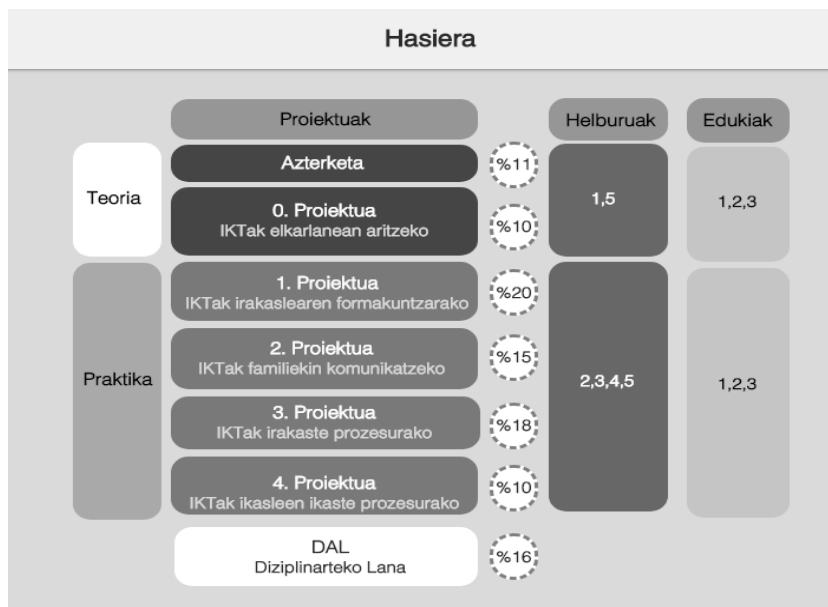 Hasiera
Proiektuak
Helburuak
Edukiak
Teoria
Azterketa
%11
0. Proiektua
IKTak elkarlanean aritzeko
%10
1,5
1,2,3
Praktika
1. Proiektua
IKTak irakaslearen formakuntzarako
%20
2. Proiektua
IKTak familiekin komunikatzeko
%15
3. Proiektua
IKTak irakaste prozesurako
%18
4. Proiektua
IKTak ikasleen ikaste prozesurako
%10
2,3,4,5
1,2,3
DAL
Diziplinarteko Lana
%16